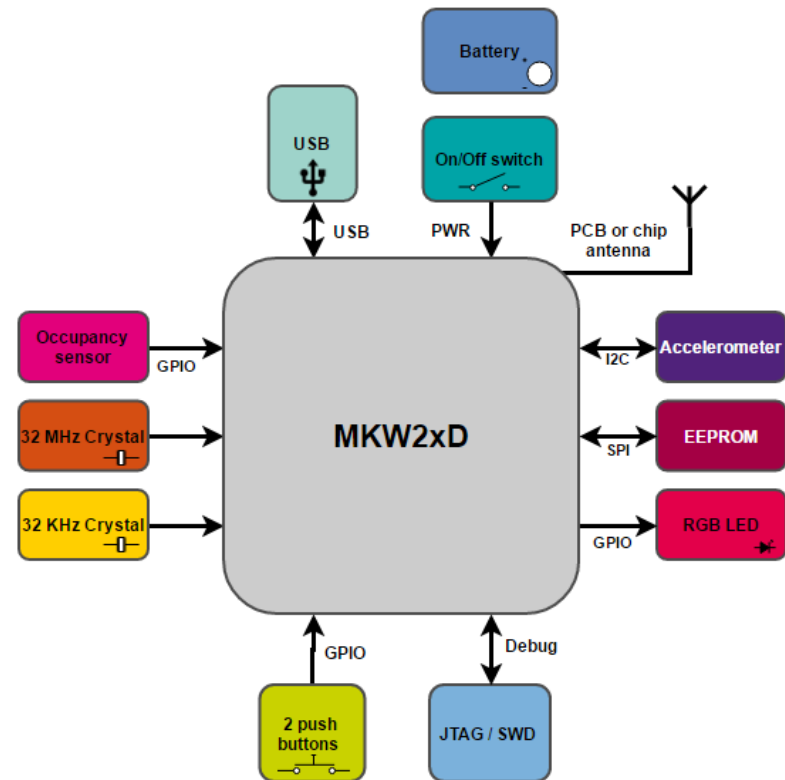 Battery
+
-
USB
On/Off switch
USB
PWR
PCB or chip
antenna
Occupancy
sensor
GPIO
Accelerometer
I2C
32 MHz Crystal
MKW2xD
EEPROM
SPI
32 KHz Crystal
RGB LED
GPIO
GPIO
Debug
2 push
buttons
JTAG / SWD